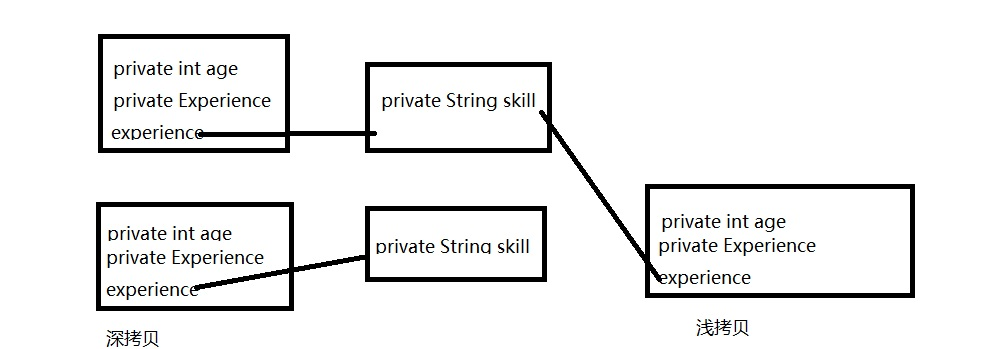 private int age
private Experience
experience
private String skill
private int age
private Experience
experience
深拷贝
private String skill
private int age
private Experience
experience
浅拷贝